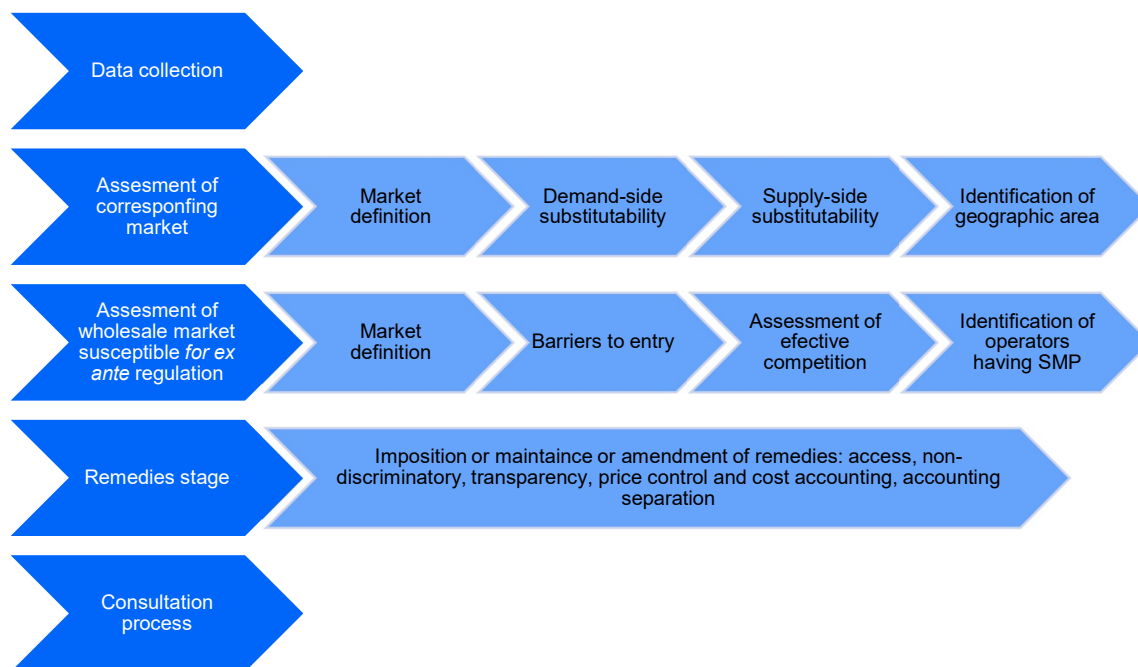 Data collection
Assesment of
corresponfing
market
Market
definition
Demand-side
substitutability
Supply-side
substitutability
Identification of
geographic area
Assesment of
wholesale market
susceptible for ex
ante regulation
Market
definition
Barriers to entry
Assessment of
efective
competition
Identification of
operators
having SMP
Remedies stage
Imposition or maintaince or amendment of remedies: access, non-
discriminatory, transparency, price control and cost accounting, accounting
separation
Consultation
process